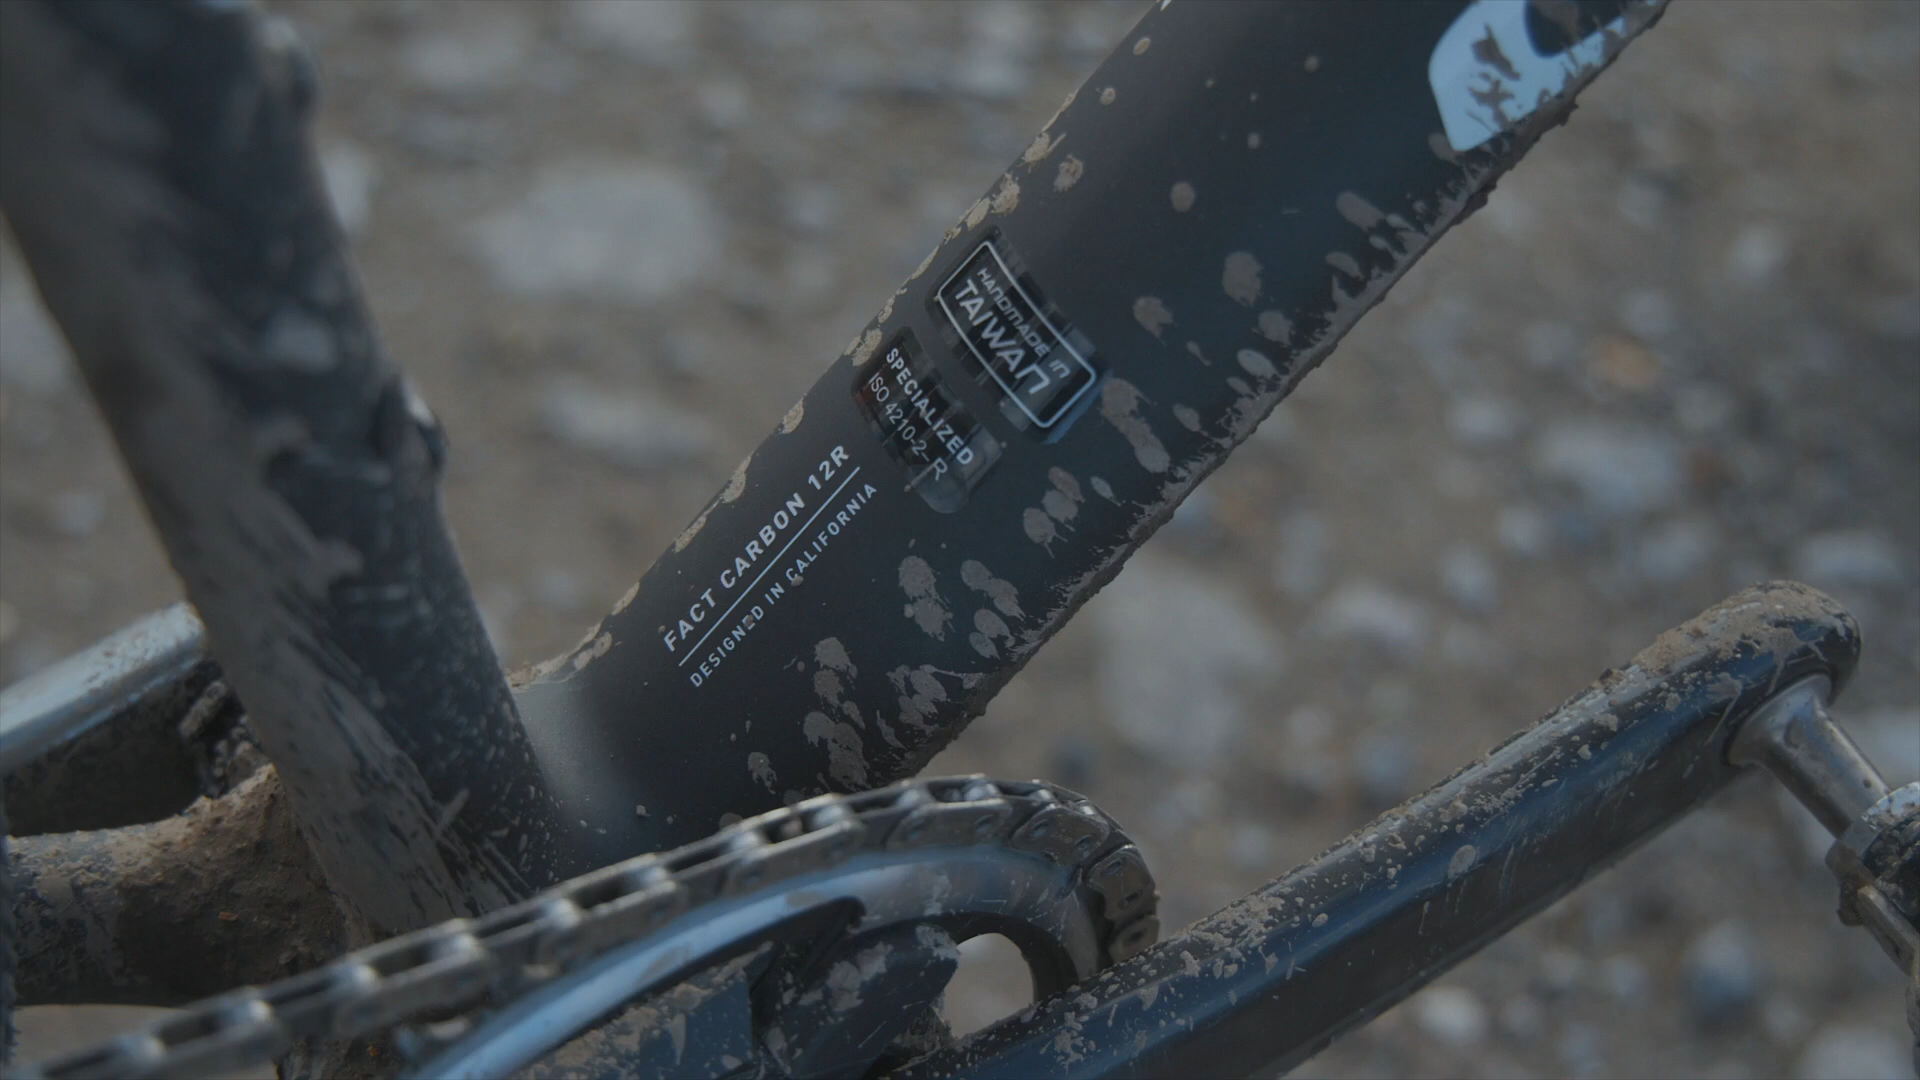 HANDMADE in
TAIWAN
SPECIALIZED
ISO 4210-2- R
FACT CARBON 12R
DESIGNED IN CALIFORNIA